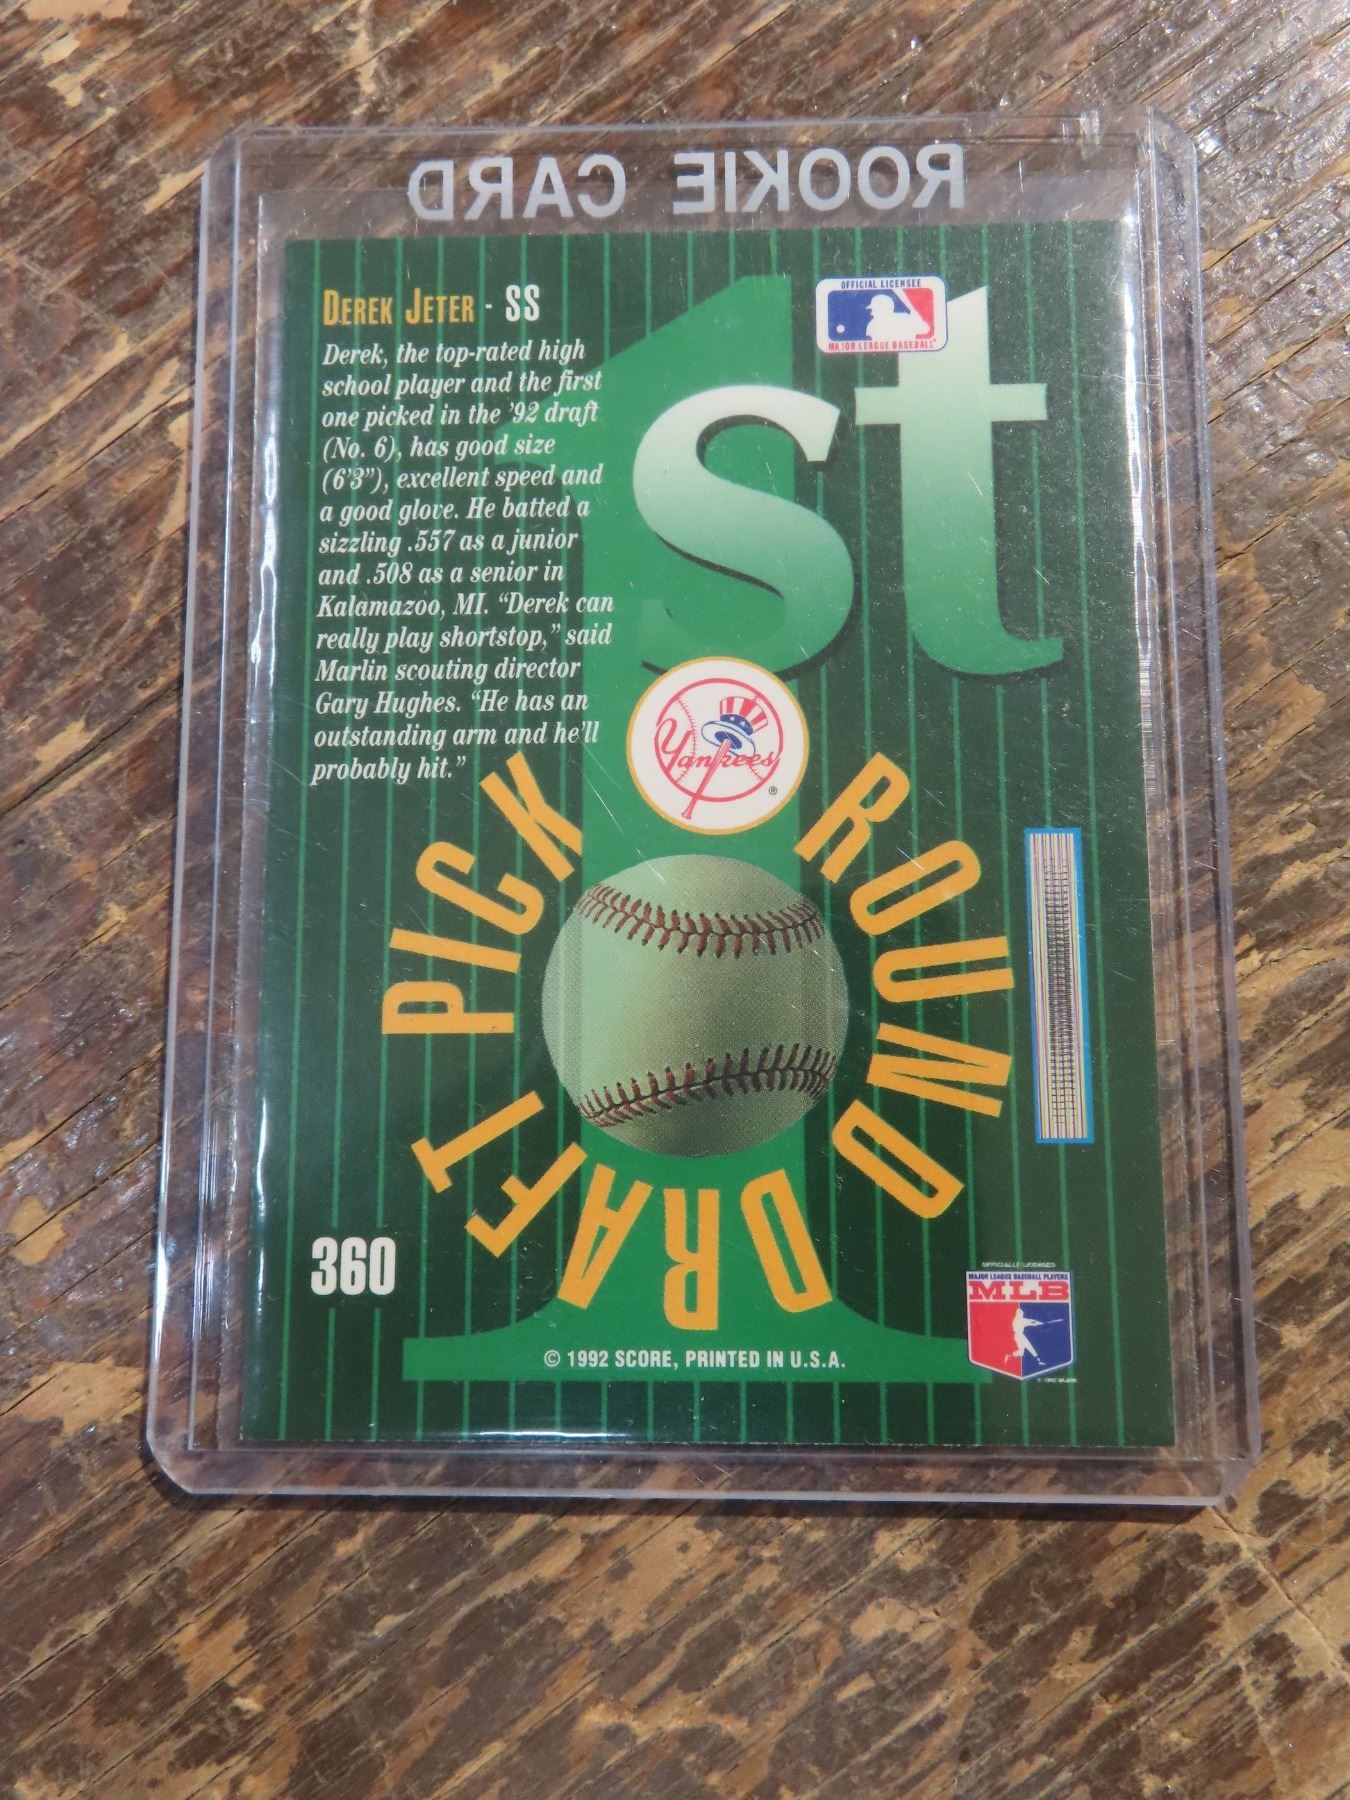 ROOKIE CARD
DEREK JETER - SS
Derek, the top-rated high
school player and the first
one picked in the '92 draft
(No. 6), has good size
(6'3"), excellent speed and
a good glove. He batted a
sizzling .557 as a junior
and .508 as a senior in
Kalamazoo, MI. "Derek can
really play shortstop," said
Marlin scouting director
Gary Hughes. "He has an
outstanding arm and he'll
probably hit."
OFFICIAL LICENSEE
MAJOR LEAGUE BASEBALL
1st
Yankees
®
ROUND DRAFT PICK
360
© 1992 SCORE, PRINTED IN U.S.A.
OFFICIALLY LICENSED
MAJOR LEAGUE BASEBALL PLAYERS
MLB